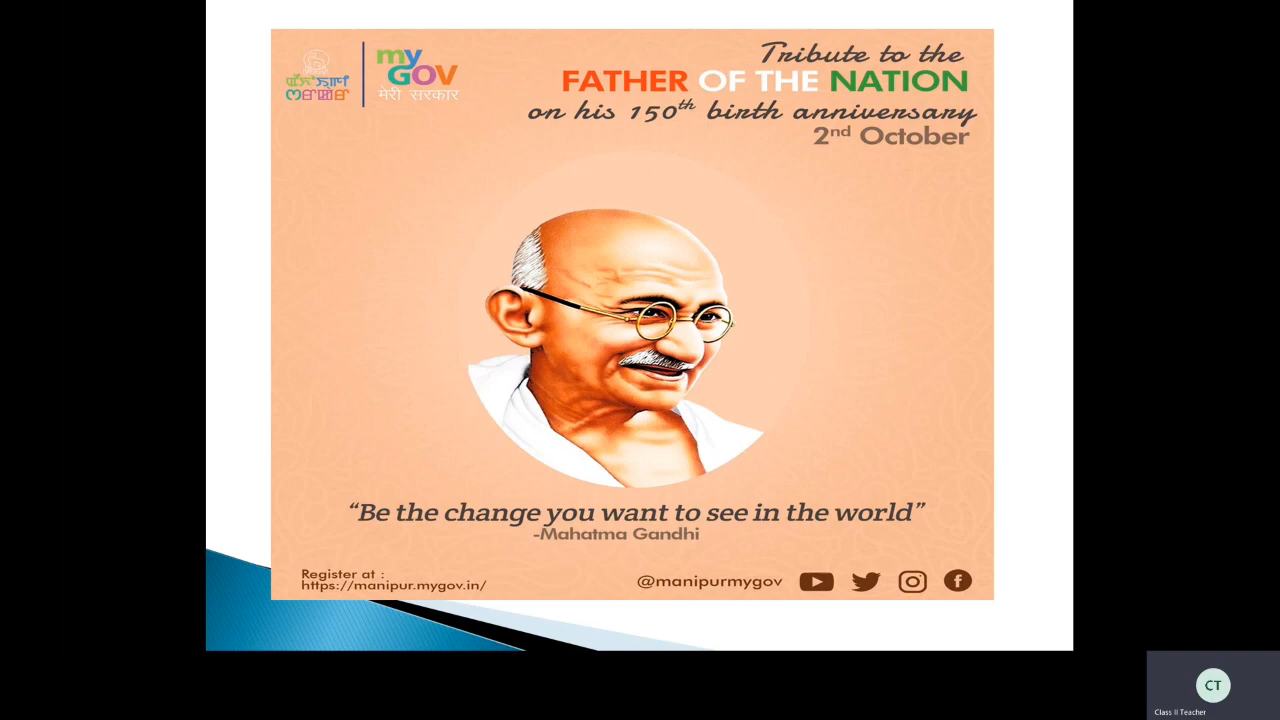 my
GOV
मेरी सरकार
Tribute to the
FATHER OF THE NATION
on his 150th birth anniversary
2nd October
“Be the change you want to see in the world”
-Mahatma Gandhi
Register at :
https://manipur.mygov.in/
@manipurmygov
CT
Class II Teacher